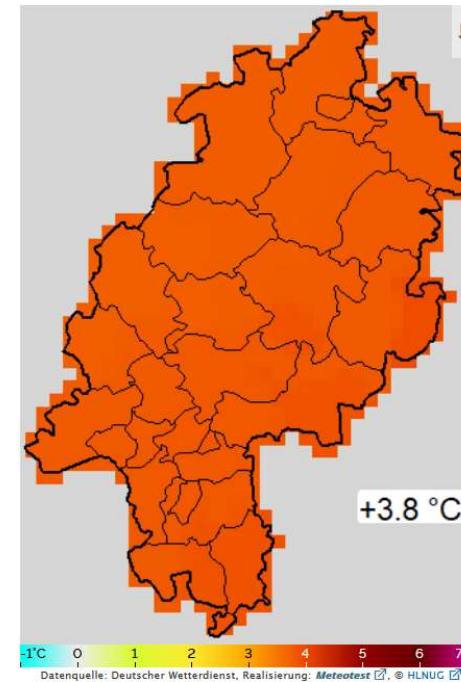 +3.8 °C
-1°C 0 1 2 3 4 5 6 7
Datenquelle: Deutscher Wetterdienst, Realisierung: Meteotest, © HLNUG